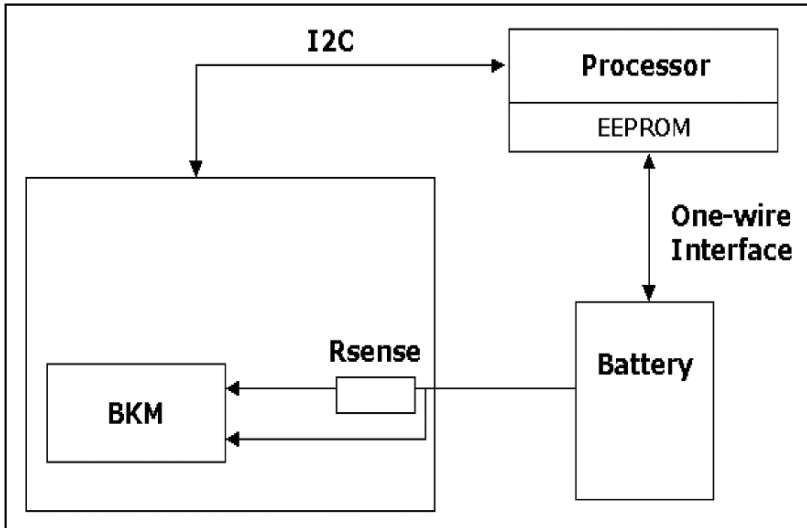 I2C
Processor
EEPROM
One-wire
Interface
Rsense
Battery
BKM